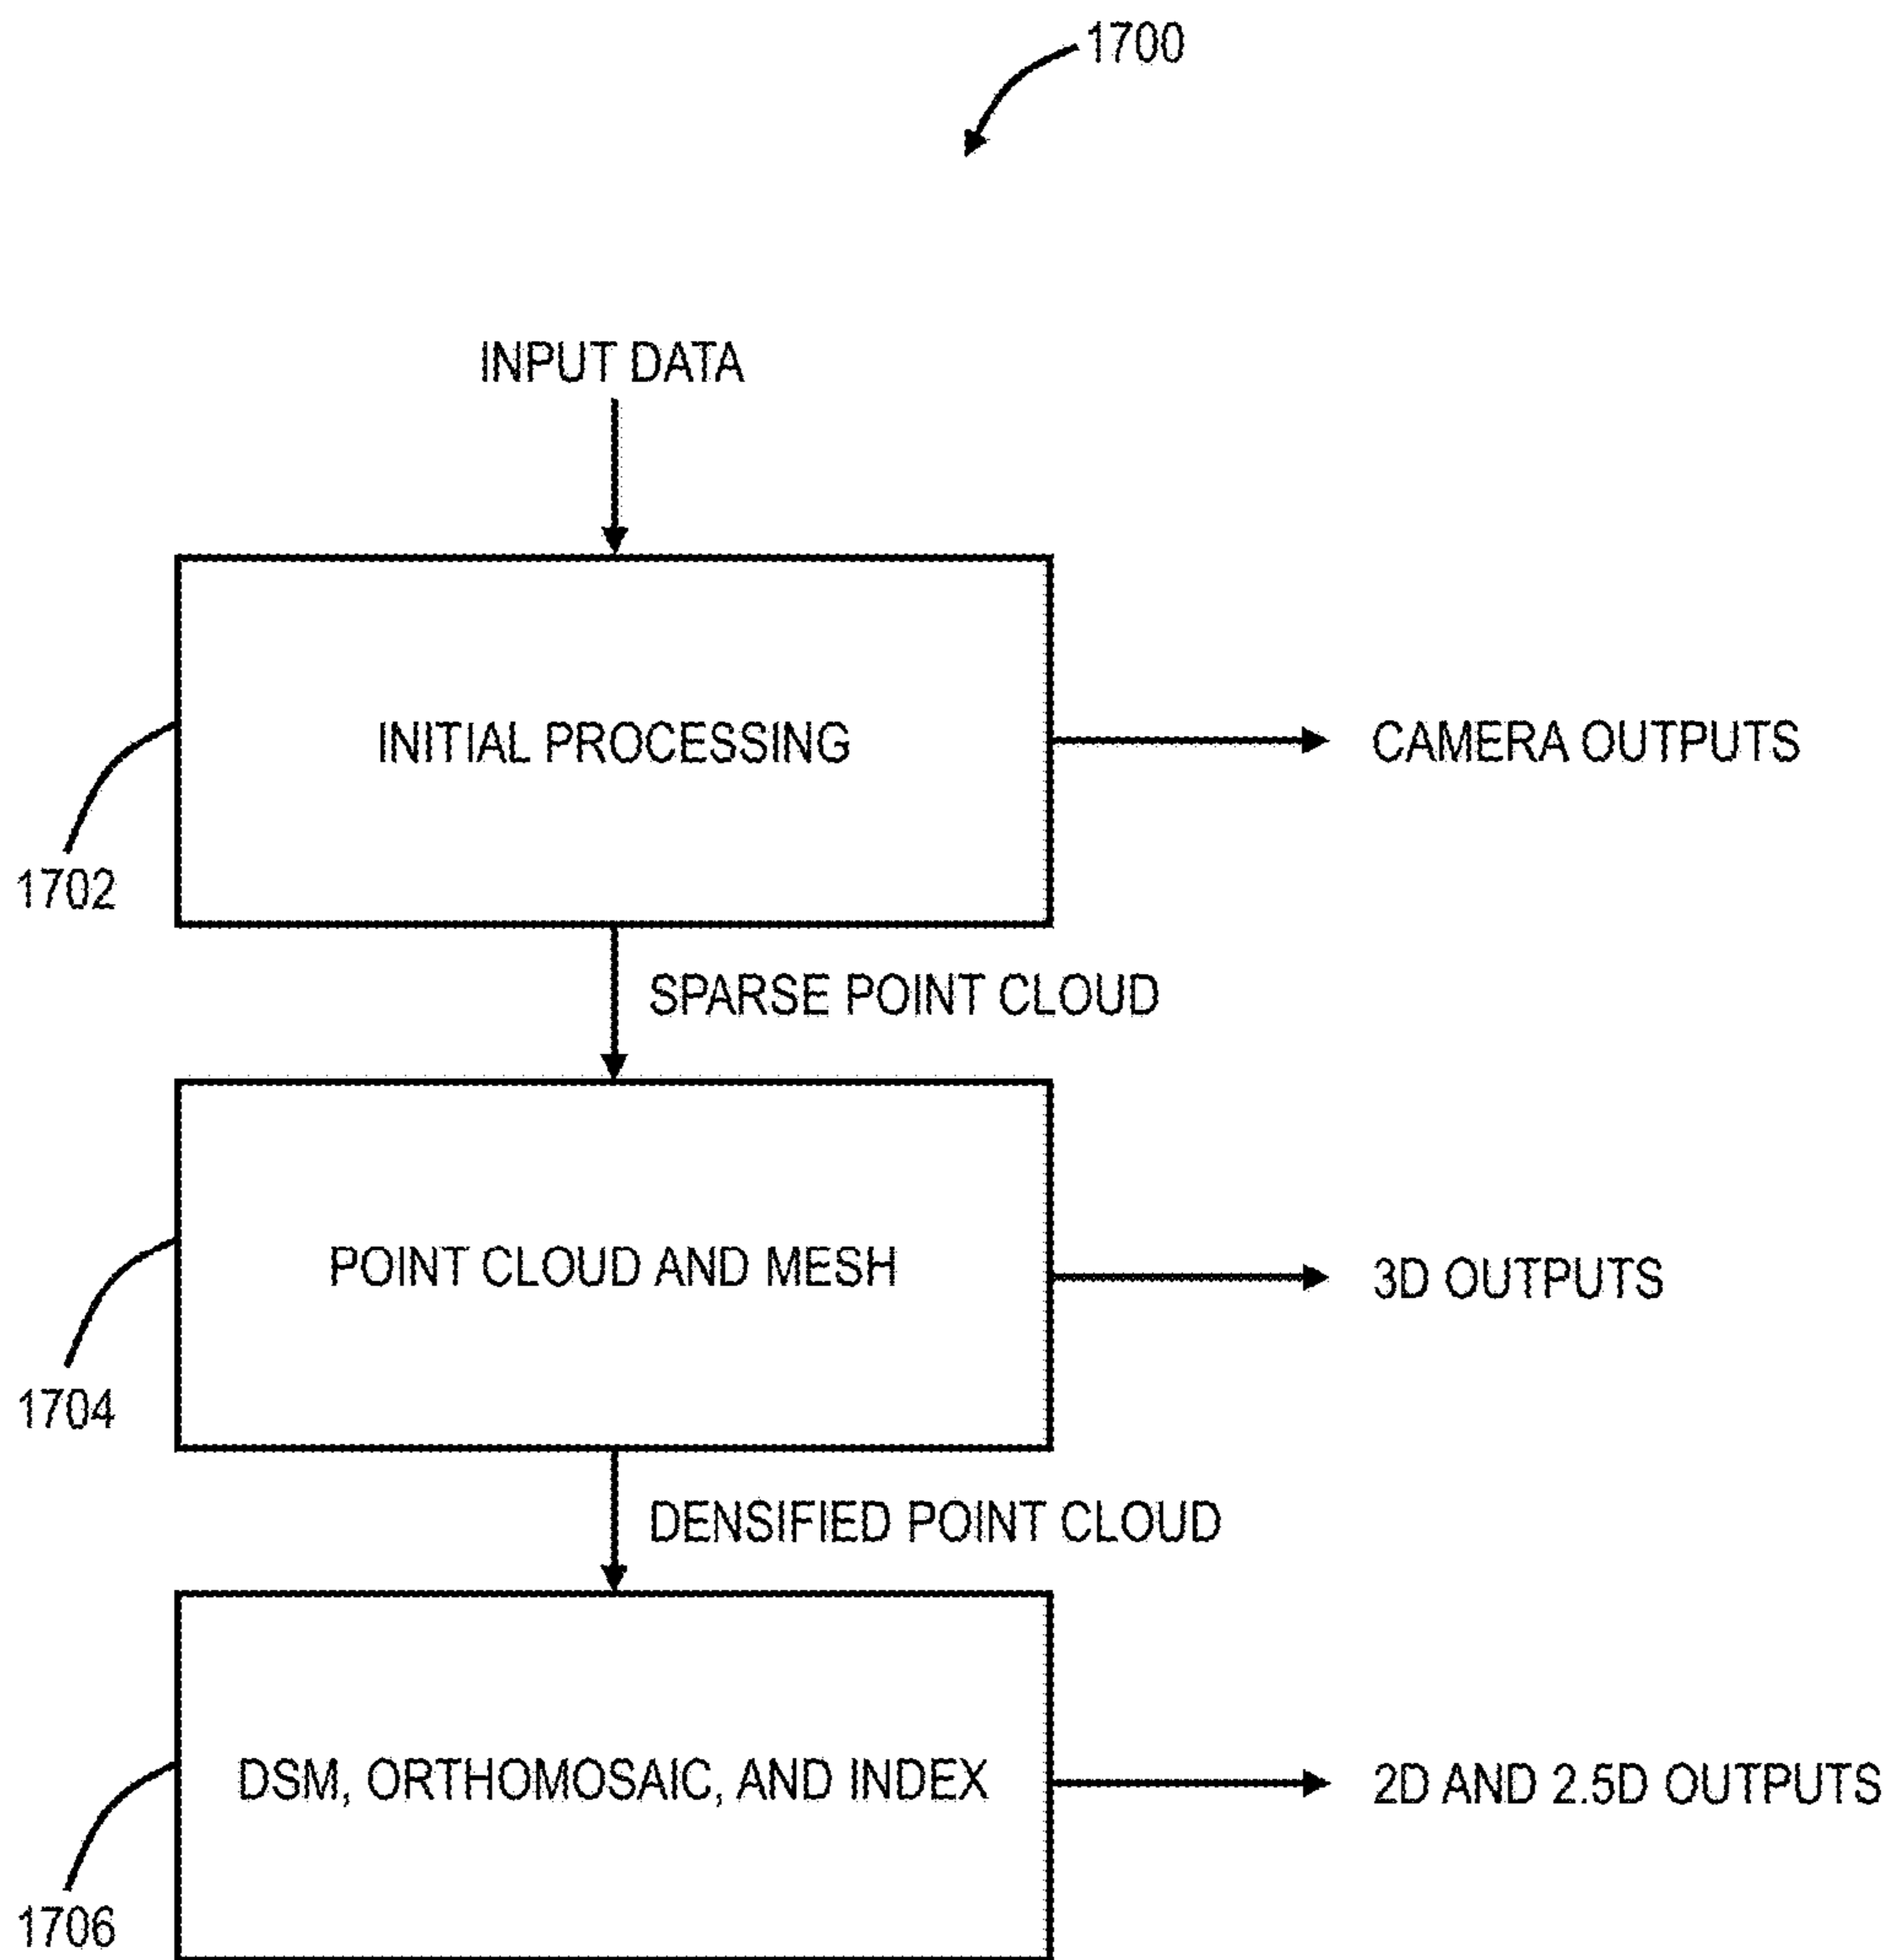 1700
INPUT DATA
INITIAL PROCESSING
CAMERA OUTPUTS
1702
SPARSE POINT CLOUD
POINT CLOUD AND MESH
3D OUTPUTS
1704
DENSIFIED POINT CLOUD
DSM, ORTHOMOSAIC, AND INDEX
2D AND 2.5D OUTPUTS
1706